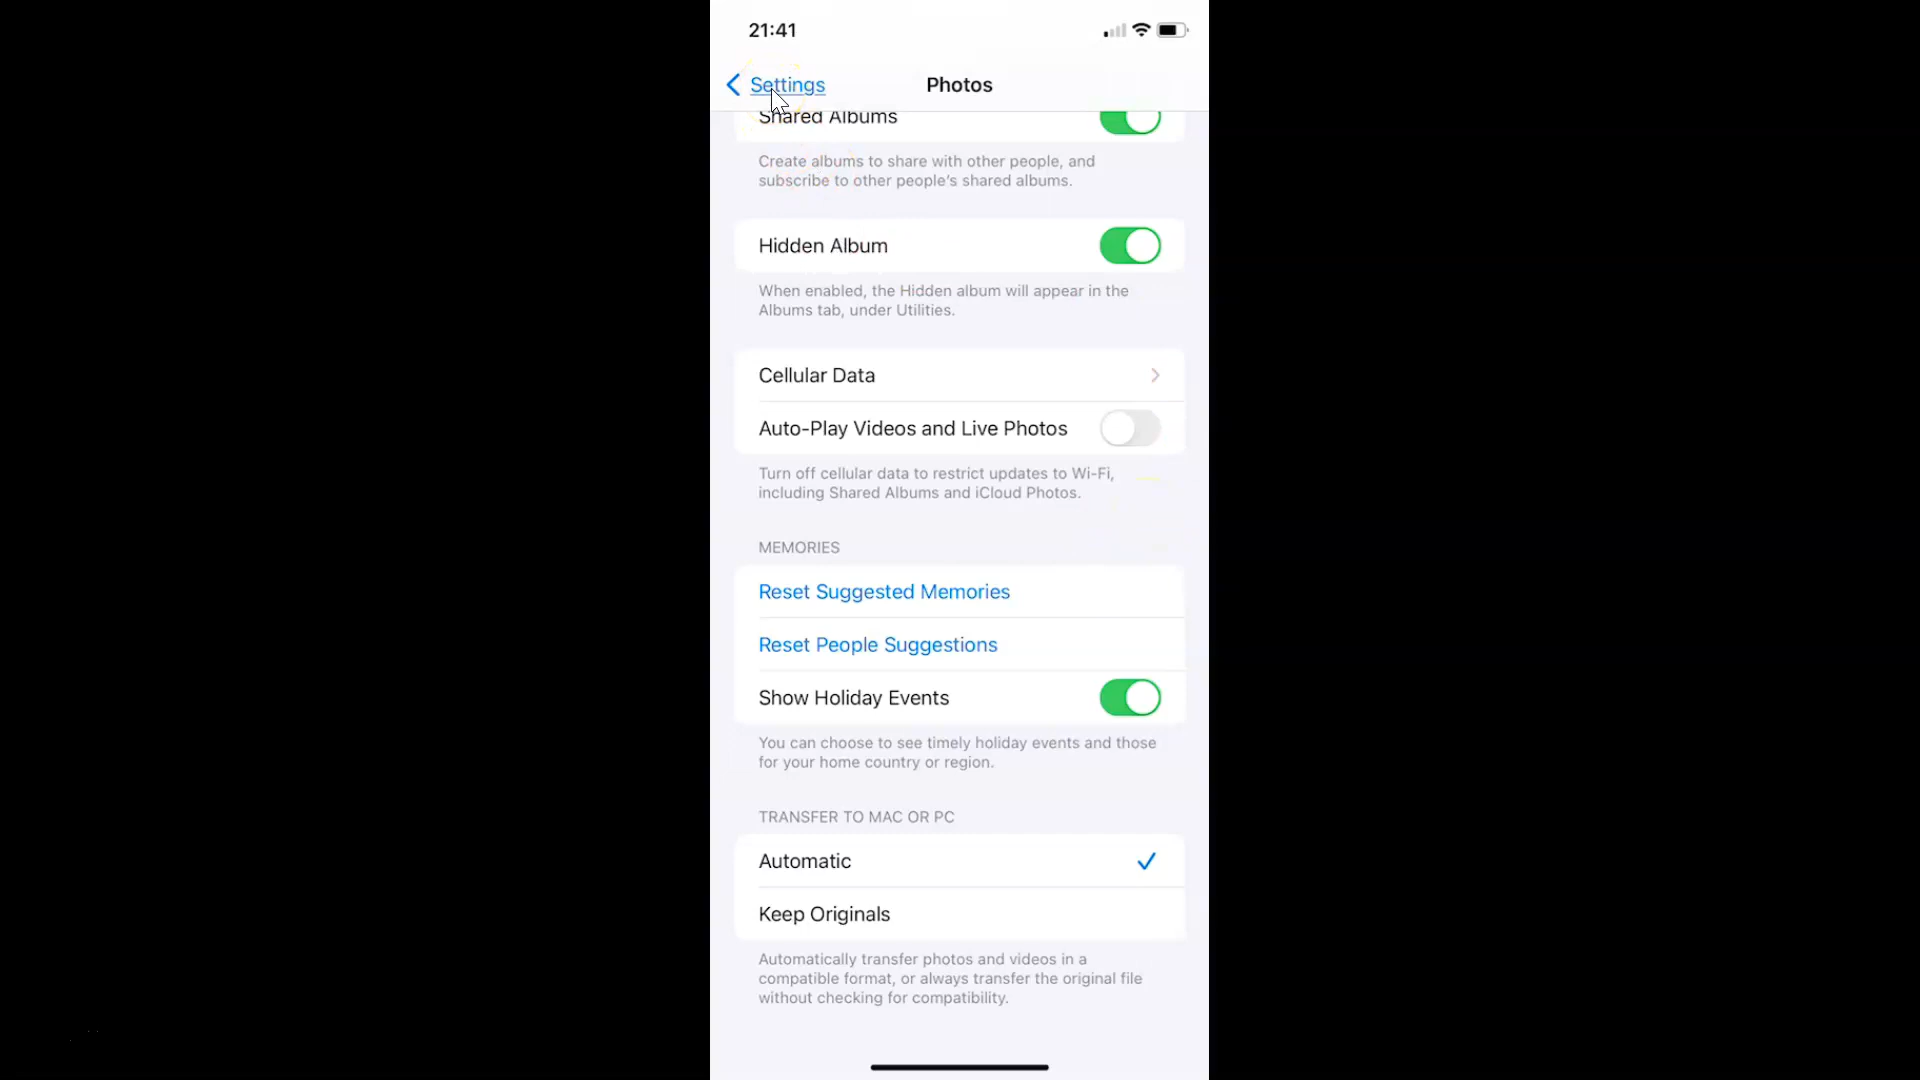 21:41
Settings
Photos
Shared Albums
Create albums to share with other people, and
subscribe to other people's shared albums.
Hidden Album
When enabled, the Hidden album will appear in the
Albums tab, under Utilities.
Cellular Data
Auto-Play Videos and Live Photos
Turn off cellular data to restrict updates to Wi-Fi,
including Shared Albums and iCloud Photos.
MEMORIES
Reset Suggested Memories
Reset People Suggestions
Show Holiday Events
You can choose to see timely holiday events and those
for your home country or region.
TRANSFER TO MAC OR PC
Automatic
Keep Originals
Automatically transfer photos and videos in a
compatible format, or always transfer the original file
without checking for compatibility.